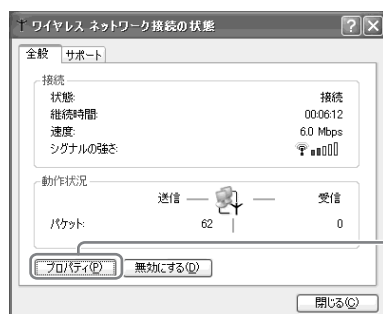 ワイヤレス ネットワーク接続の状態
全般 サポート
接続
状態: 接続
継続時間: 00:06:12
速度: 6.0 Mbps
シグナルの強さ:
動作状況
送信 受信
パケット: 62 0
プロパティ(P) 無効にする(D)
閉じる(C)